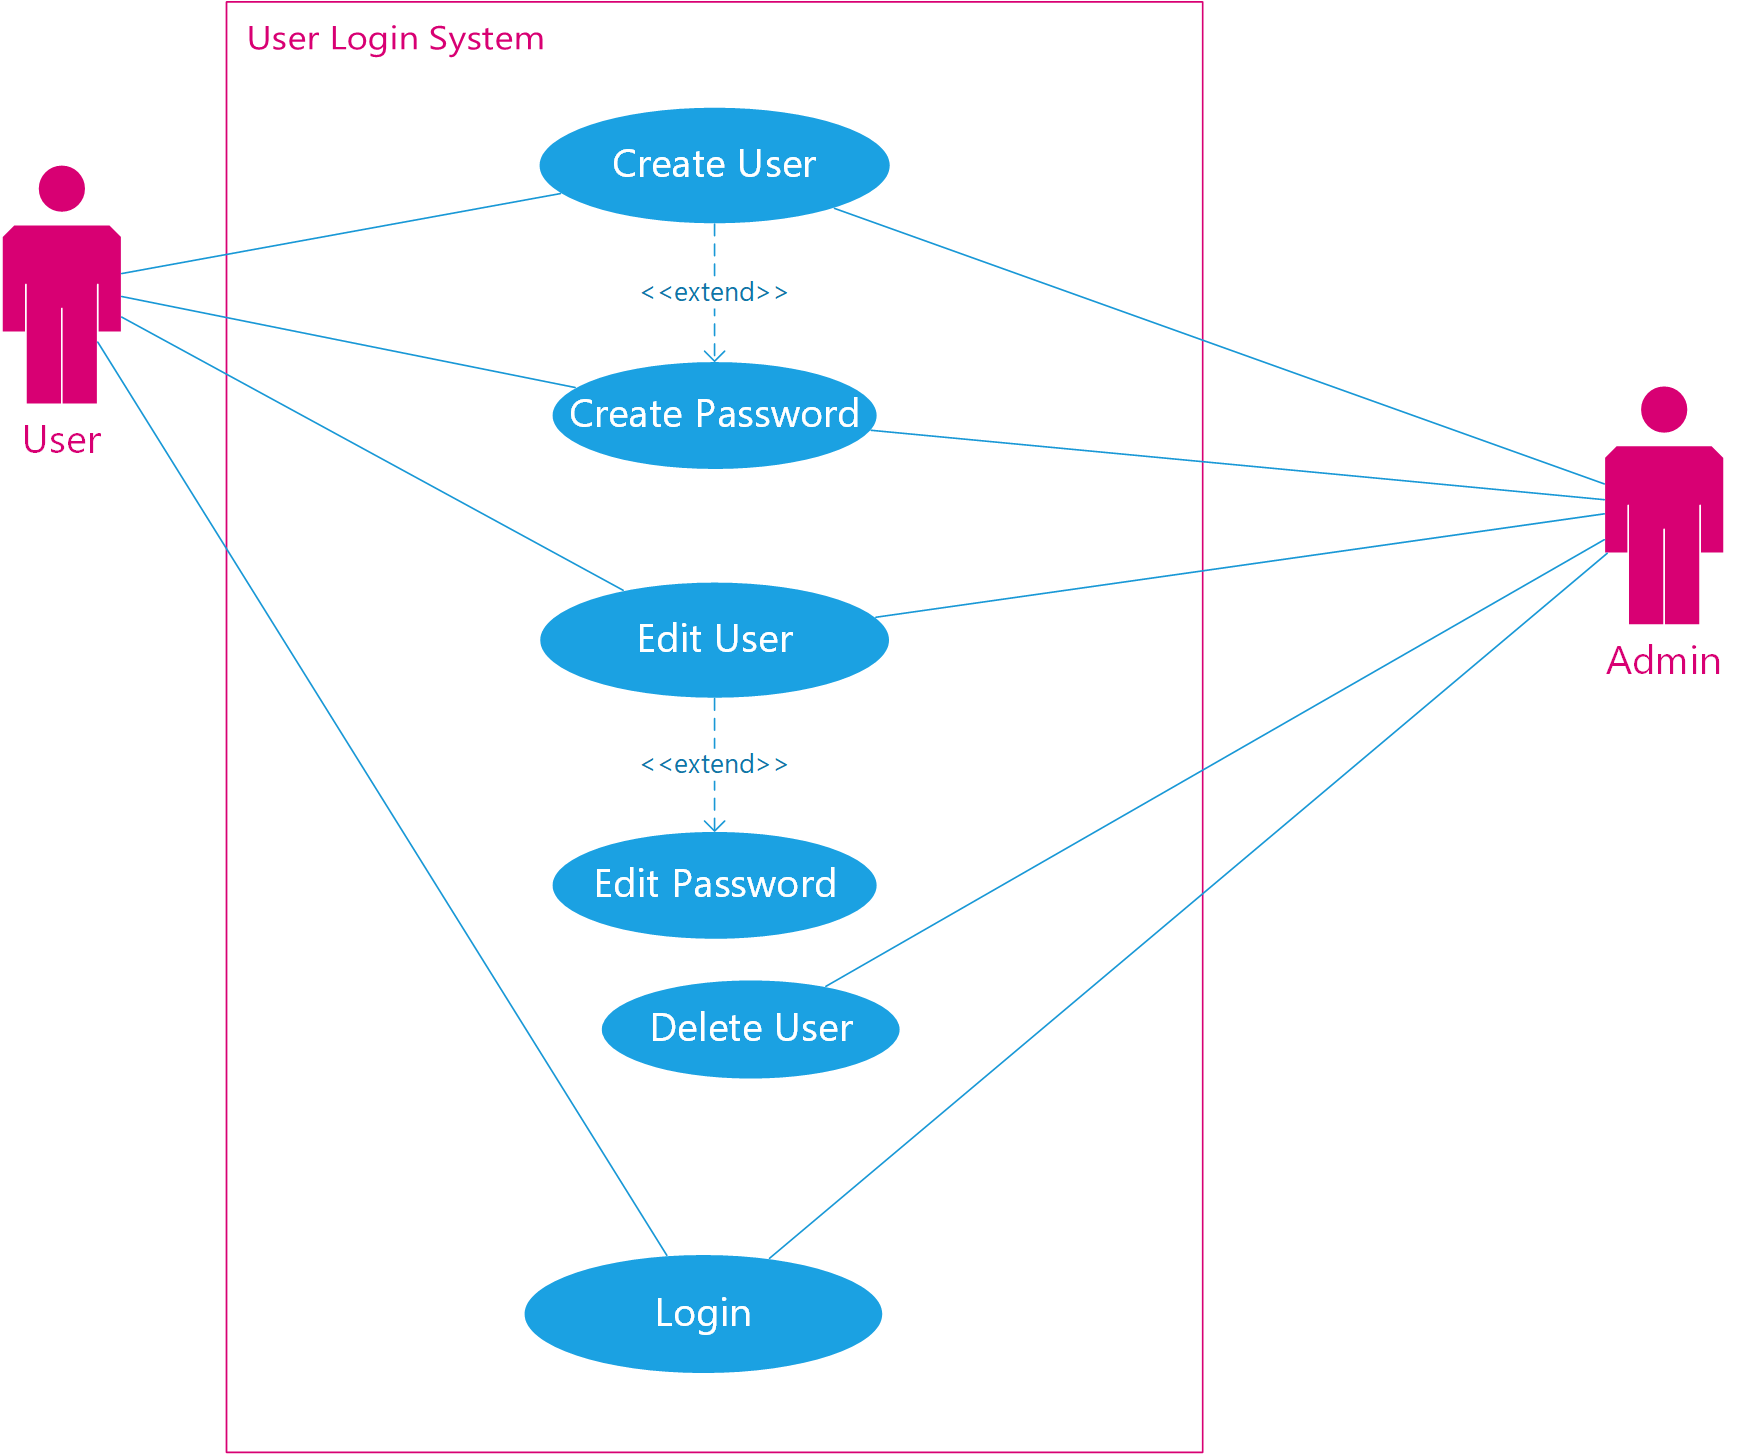 User Login System
Create User
<<extend>>
Create Password
User
Edit User
Admin
<<extend>>
Edit Password
Delete User
Login